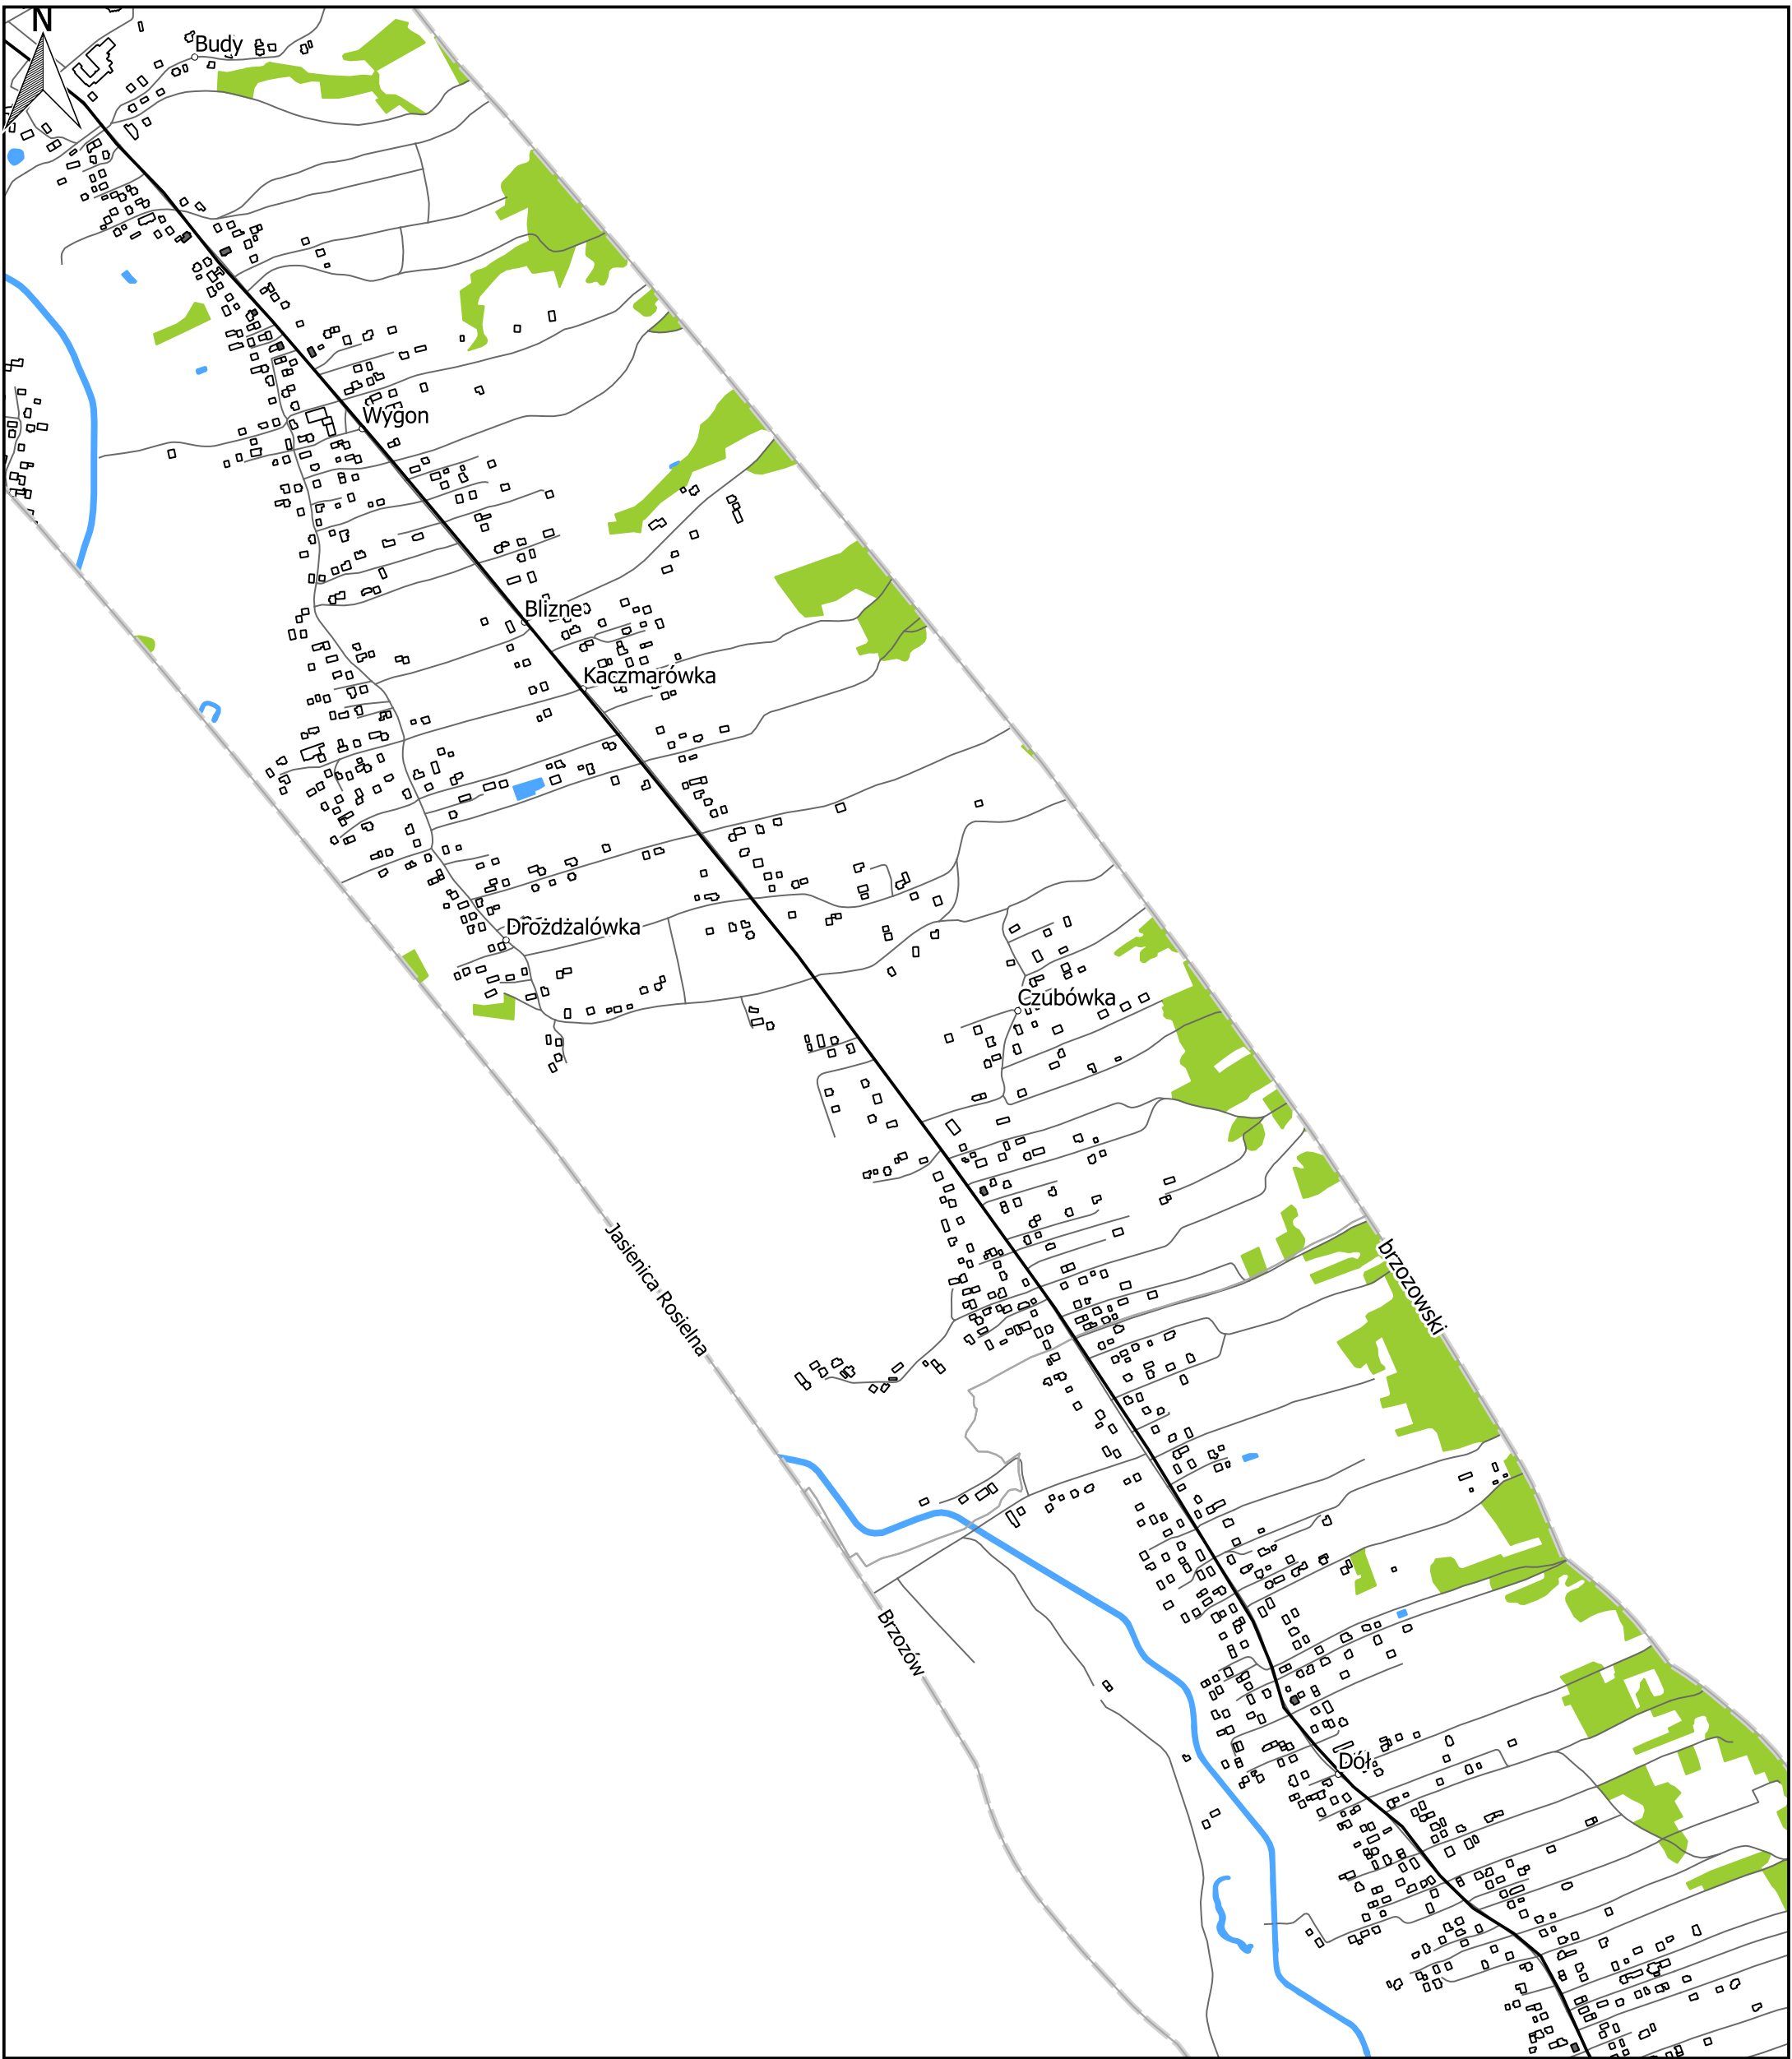 N
Budy
Wygon
Blizne
Kaczmarówka
Drożdżalówka
Czubówka
Jasienica Rosielna
brzozowski
Brzozów
Dół